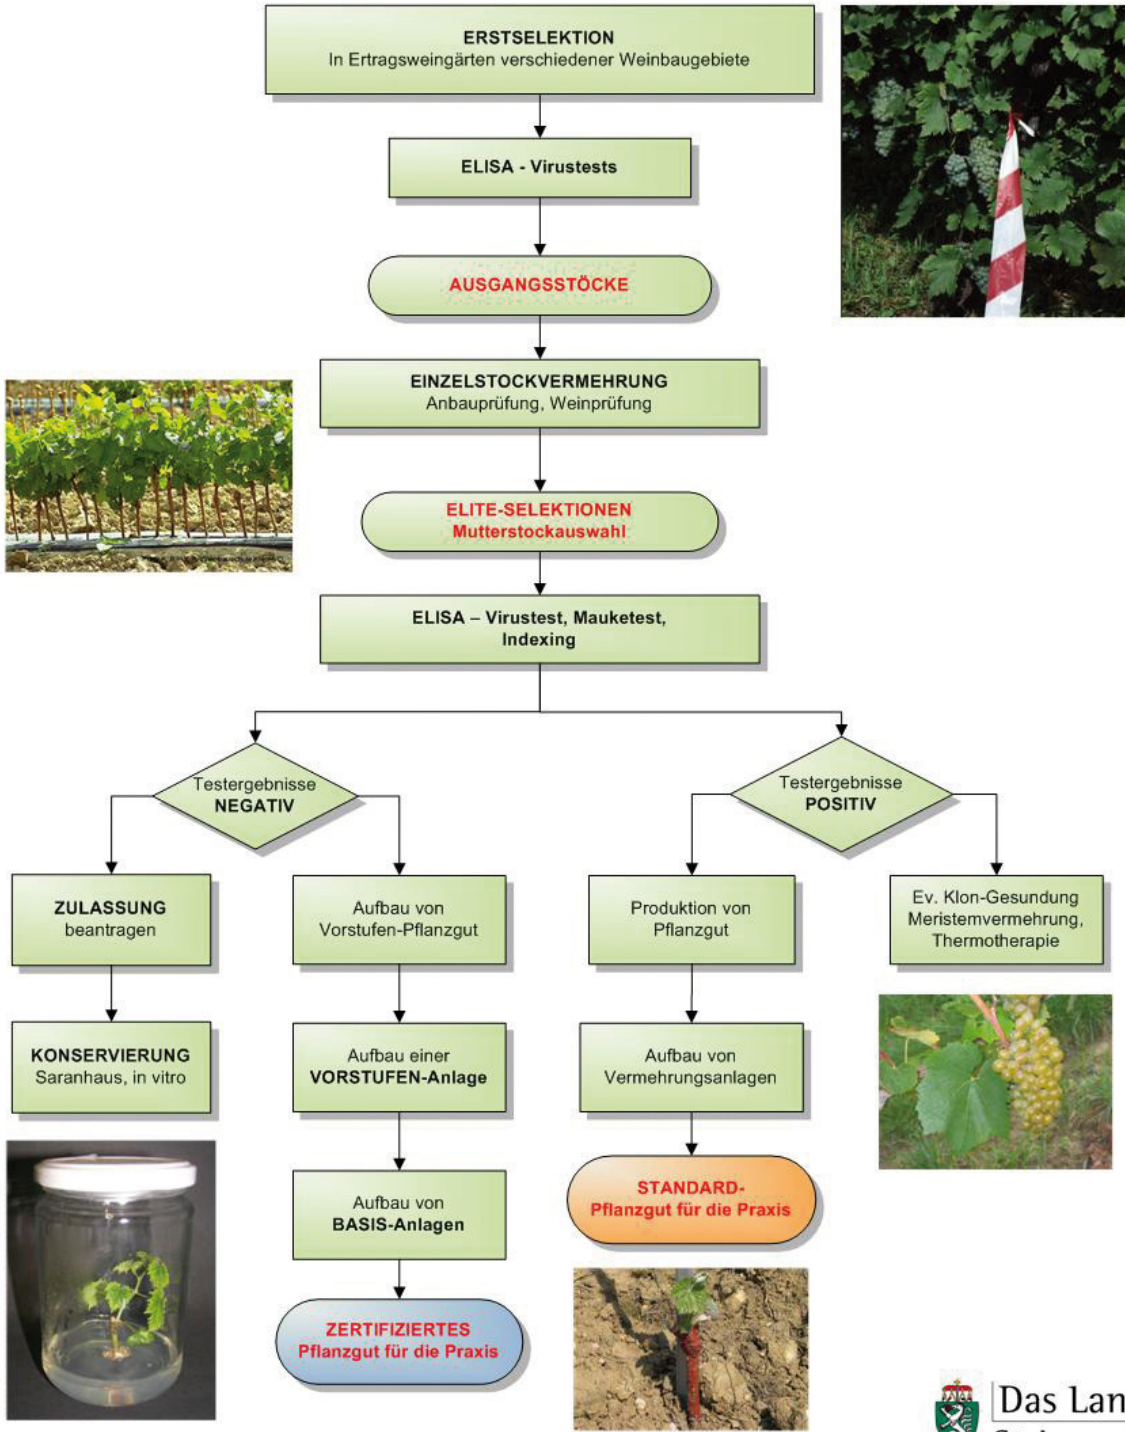 ERSTSELEKTION
In Ertragsweingärten verschiedener Weinbaugebiete
ELISA - Virustests
AUSGANGSSTÖCKE
EINZELSTOCKVERMEHRUNG
Anbauprüfung, Weinprüfung
ELITE-SELEKTIONEN
Mutterstockauswahl
ELISA – Virustest, Mauketest,
Indexing
Testergebnisse
NEGATIV
Testergebnisse
POSITIV
ZULASSUNG
beantragen
Aufbau von
Vorstufen-Pflanzgut
Produktion von
Pflanzgut
Ev. Klon-Gesundung
Meristemvermehrung,
Thermotherapie
KONSERVIERUNG
Saranhaus, in vitro
Aufbau einer
VORSTUFEN-Anlage
Aufbau von
Vermehrungsanlagen
Aufbau von
BASIS-Anlagen
STANDARD-
Pflanzgut für die Praxis
ZERTIFIZIERTES
Pflanzgut für die Praxis
Das Lan